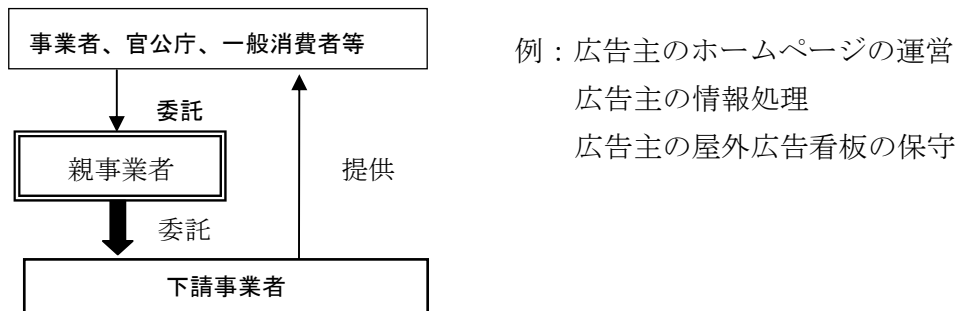 事業者、官公庁、一般消費者等
委託
親事業者
提供
委託
下請事業者
例：広告主のホームページの運営
広告主の情報処理
広告主の屋外広告看板の保守